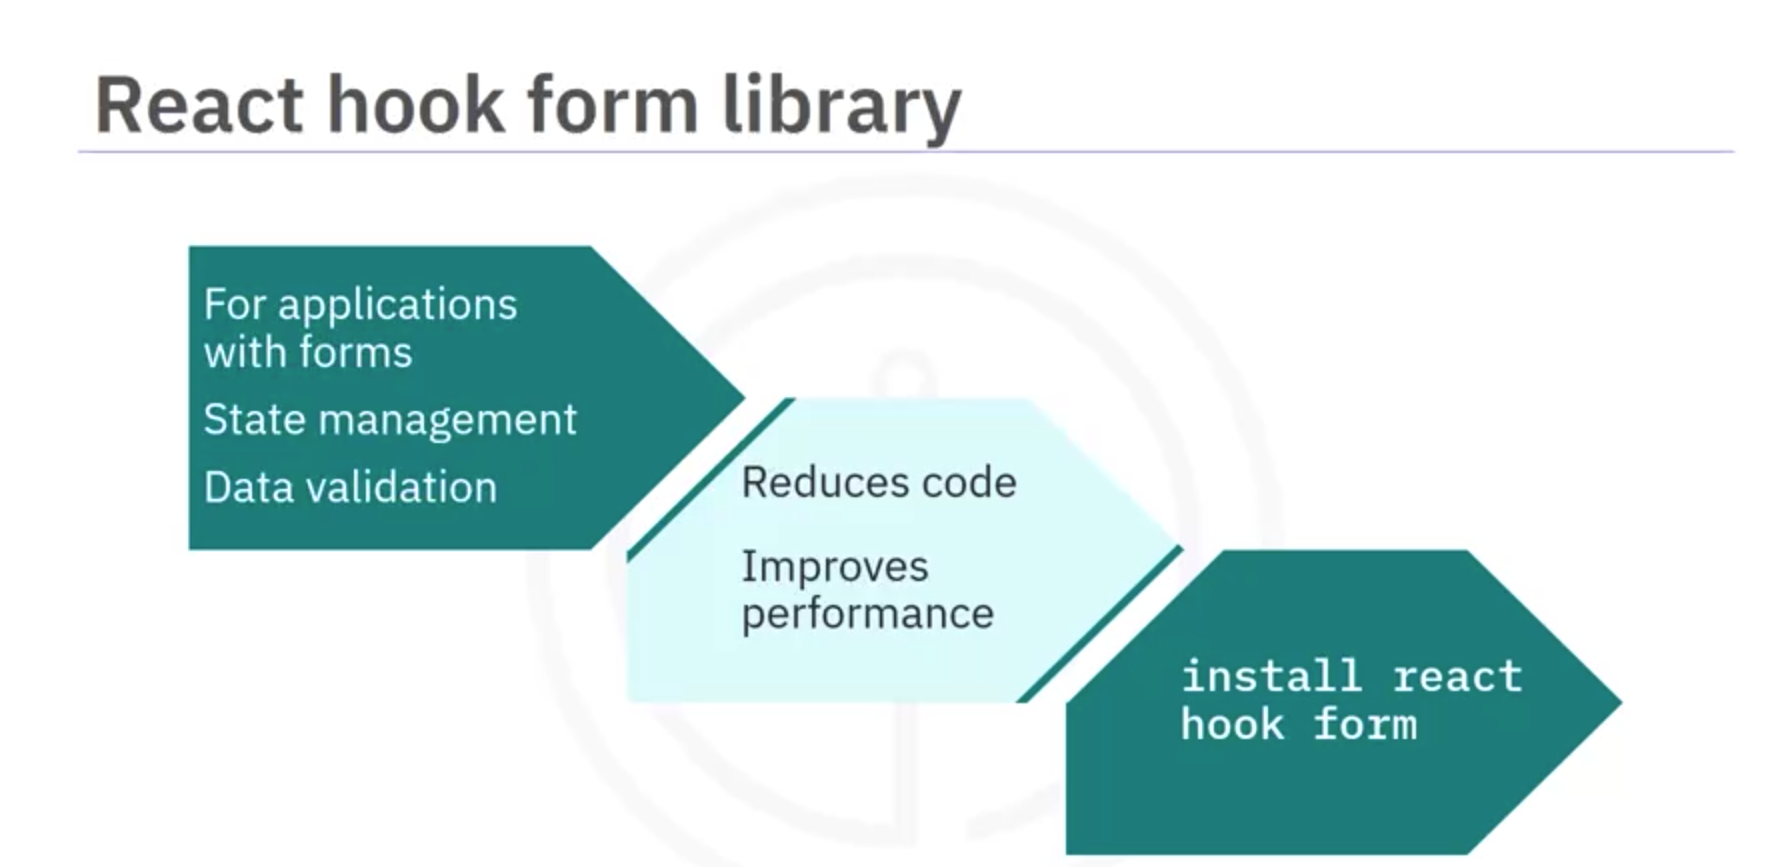 React hook form library
For applications
with forms
State management
Data validation
Reduces code
Improves
performance
install react
hook form